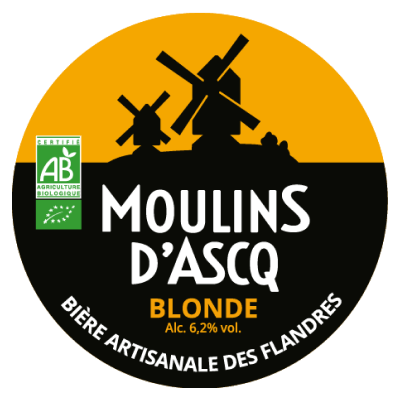 CERTIFIÉ
AB
AGRICULTURE
BIOLOGIQUE
MOULINS
D'ASCQ
BLONDE
Alc. 6,2% vol.
BIÈRE ARTISANALE DES FLANDRES